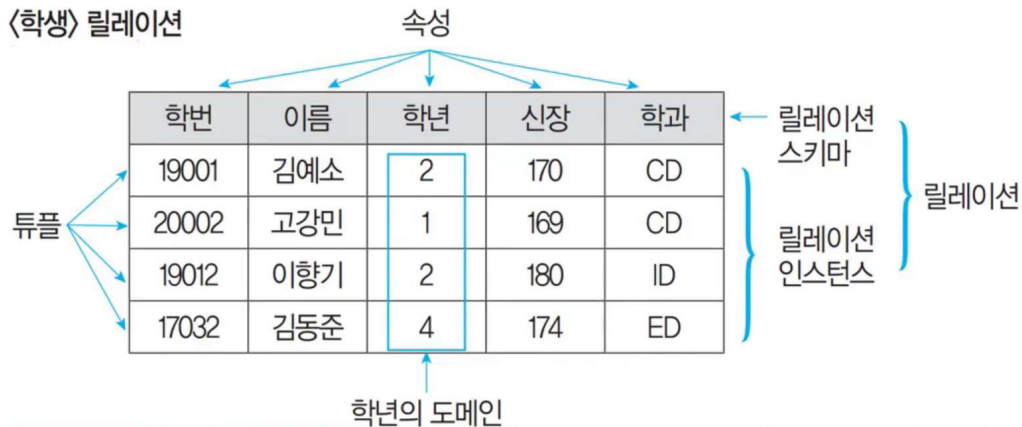 〈학생〉 릴레이션
속성
학번 이름 학년 신장 학과
릴레이션
스키마
19001 김예소 2 170 CD
20002 고강민 1 169 CD
19012 이향기 2 180 ID
17032 김동준 4 174 ED
튜플
릴레이션
인스턴스
릴레이션
학년의 도메인